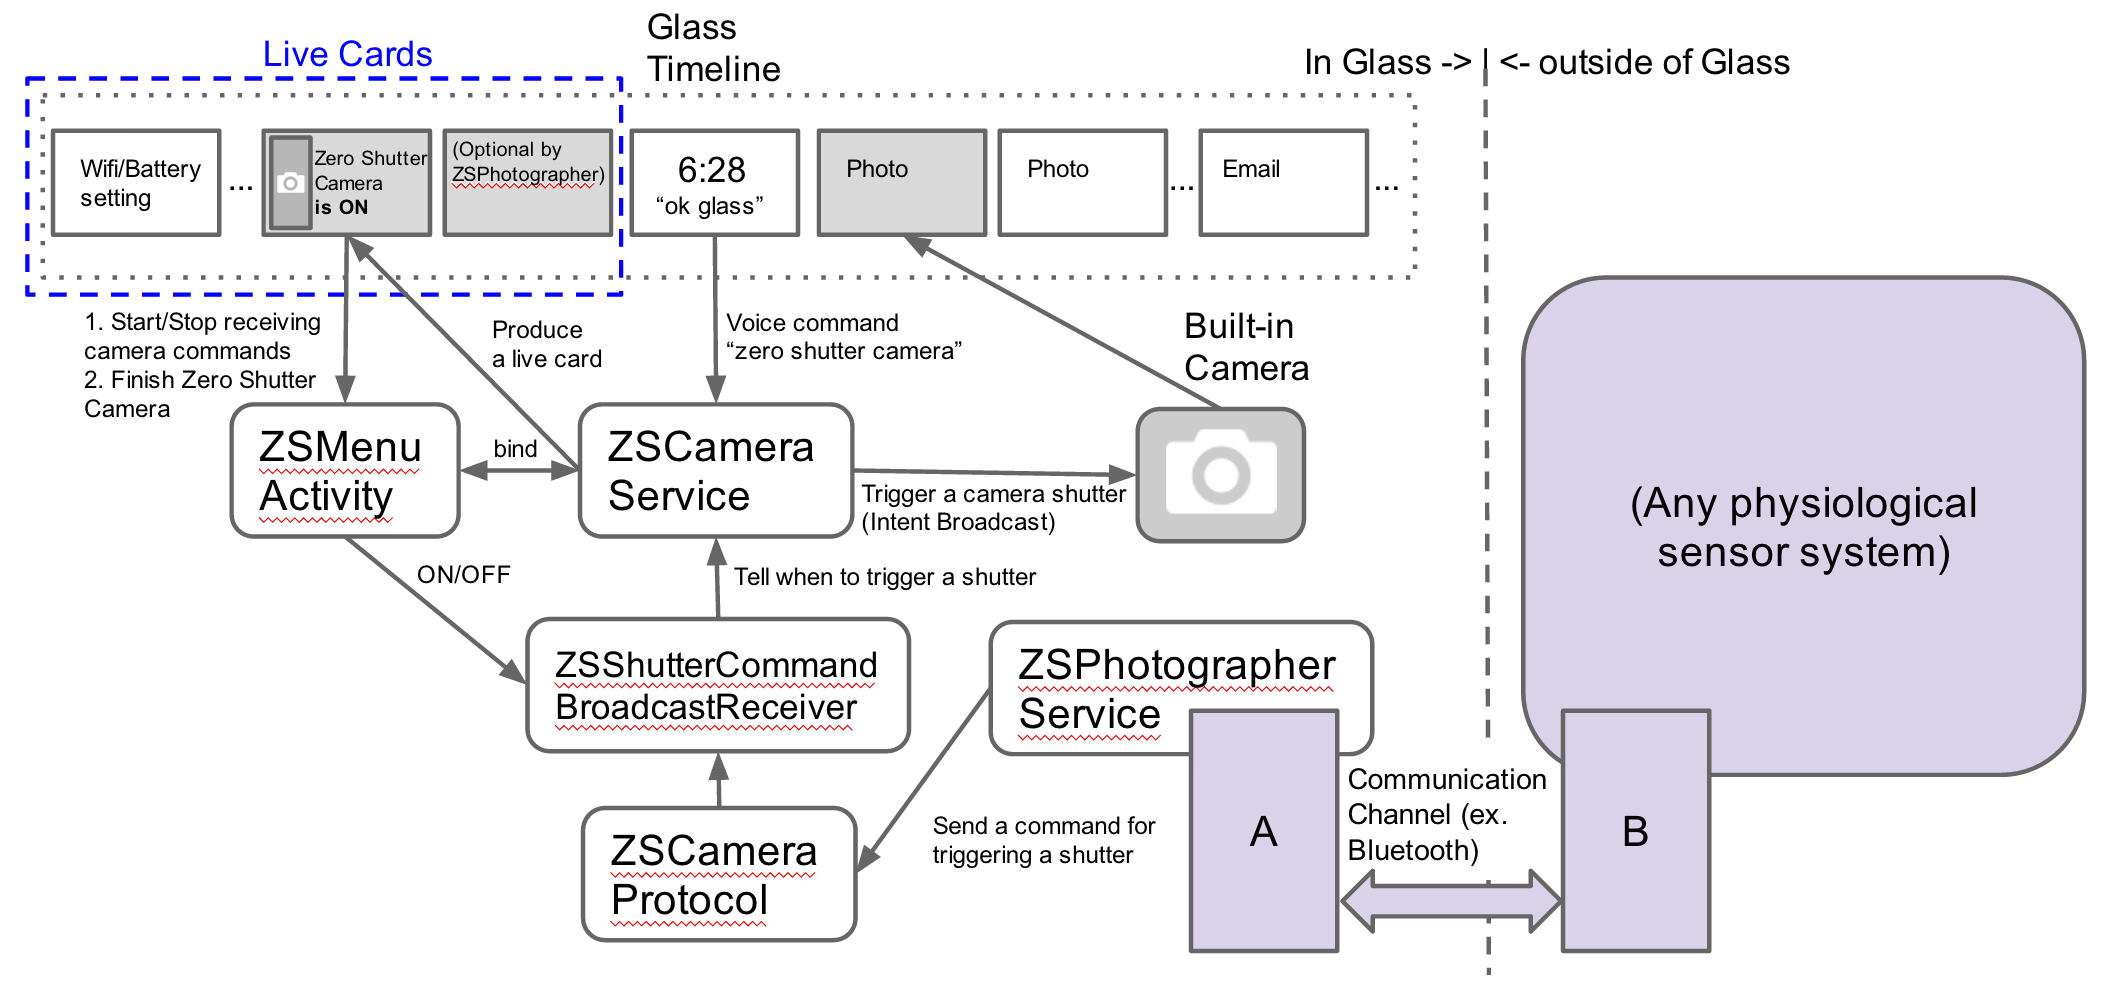 Glass
Timeline
Live Cards
In Glass -> | <- outside of Glass
Wifi/Battery
setting
...
Zero Shutter
Camera
is ON
(Optional by
ZSPhotographer)
6:28
“ok glass”
Photo
Photo
...
Email
...
1. Start/Stop receiving
camera commands
2. Finish Zero Shutter
Camera
Produce
a live card
Voice command
“zero shutter camera”
Built-in
Camera
ZSMenu
Activity
bind
ZSCamera
Service
Trigger a camera shutter
(Intent Broadcast)
(Any physiological
sensor system)
ON/OFF
Tell when to trigger a shutter
ZSShutterCommand
BroadcastReceiver
ZSPhotographer
Service
Communication
Channel (ex.
Bluetooth)
A
B
Send a command for
triggering a shutter
ZSCamera
Protocol